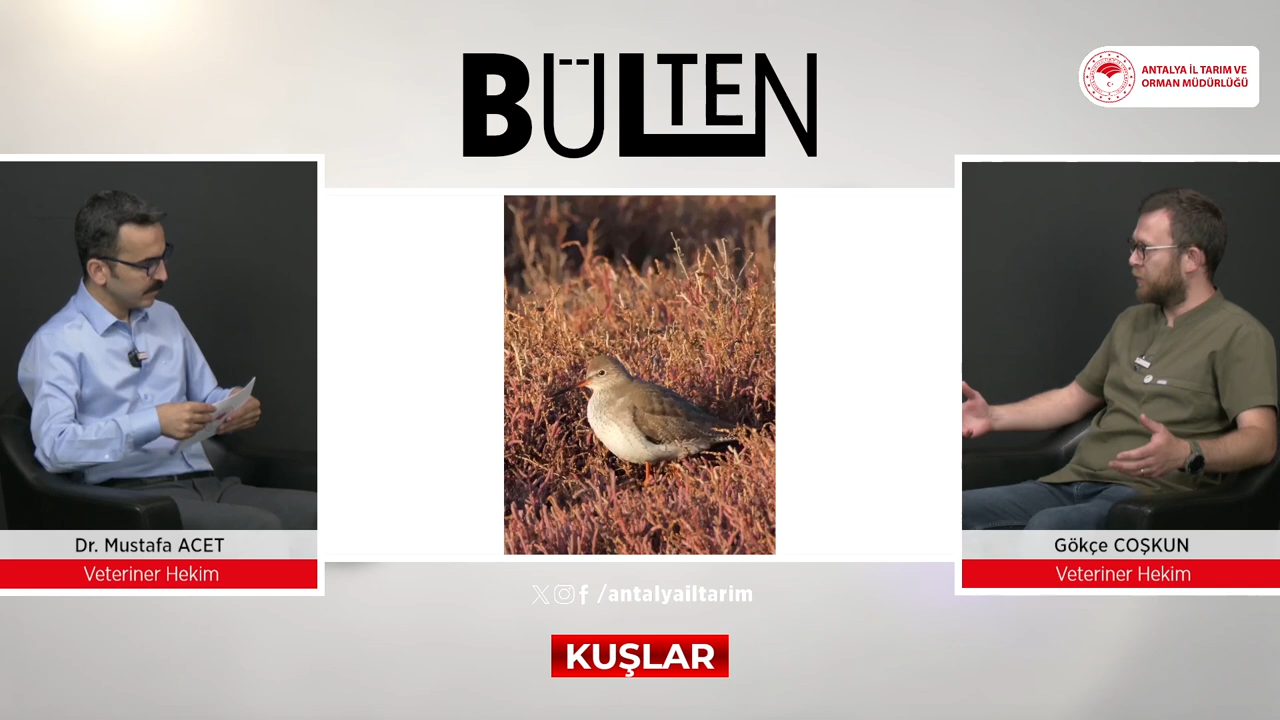 BÜLTEN
ANTALYA İL TARIM VE
ORMAN MÜDÜRLÜĞÜ
Dr. Mustafa ACET
Veteriner Hekim
Gökçe COŞKUN
Veteriner Hekim
/antalyailtarim
KUŞLAR